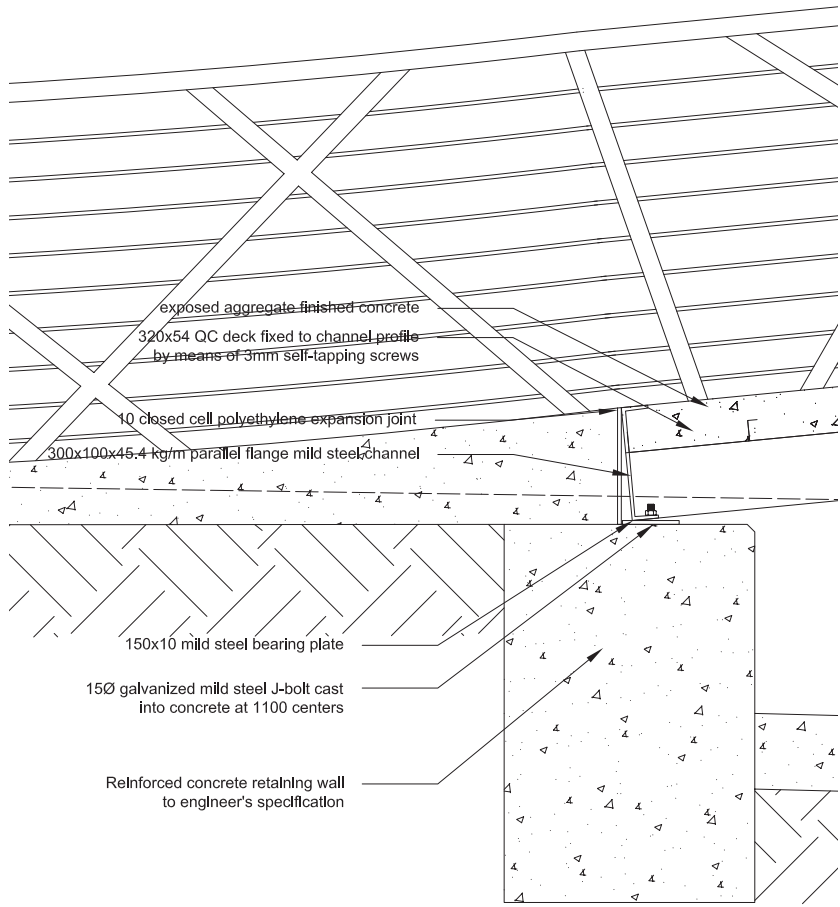 exposed aggregate finished concrete
320x54 QC deck fixed to channel profile
by means of 3mm self-tapping screws
10 closed cell polyethylene expansion joint
300x100x45.4 kg/m parallel flange mild steel channel
150x10 mild steel bearing plate
15Ø galvanized mild steel J-bolt cast
into concrete at 1100 centers
Reinforced concrete retaining wall
to engineer's specification